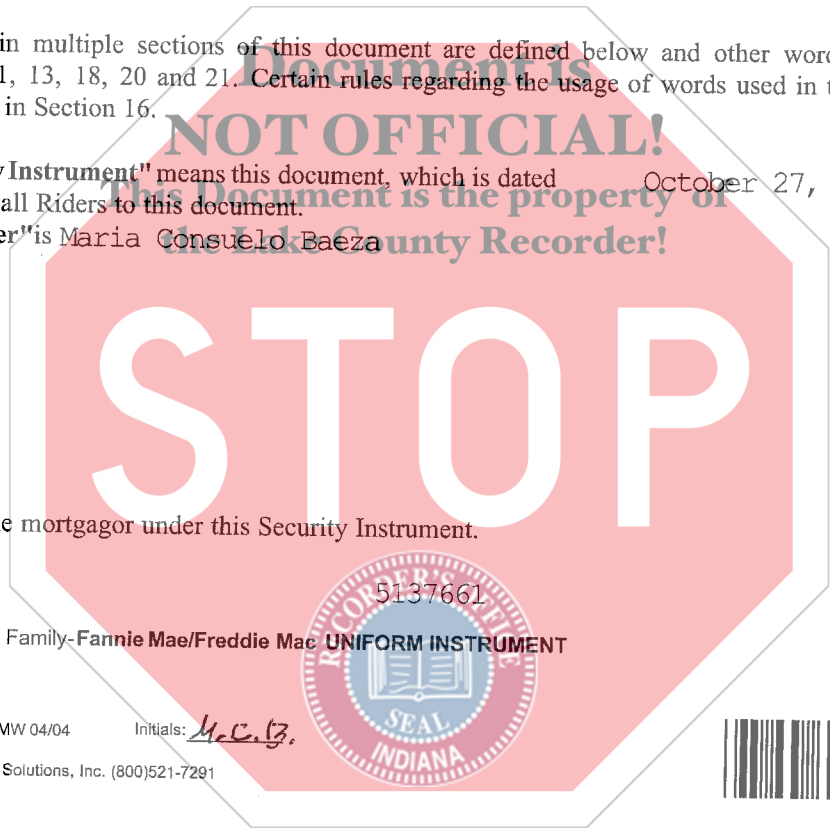 in multiple sections of this document are defined below and other wor
1, 13, 18, 20 and 21. Certain rules regarding the usage of words used in
in Section 16.
Document is
NOT OFFICIAL!
This Document is the property of
the Lake County Recorder!
Instrument" means this document, which is dated October 27,
all Riders to this document.
er" is Maria Consuelo Baeza
STOP
e mortgagor under this Security Instrument.
5137661
Family-Fannie Mae/Freddie Mac UNIFORM INSTRUMENT
RECORDER'S OFFICE
SEAL
INDIANA
MW 04/04 Initials: M.C.B.
Solutions, Inc. (800)521-7291